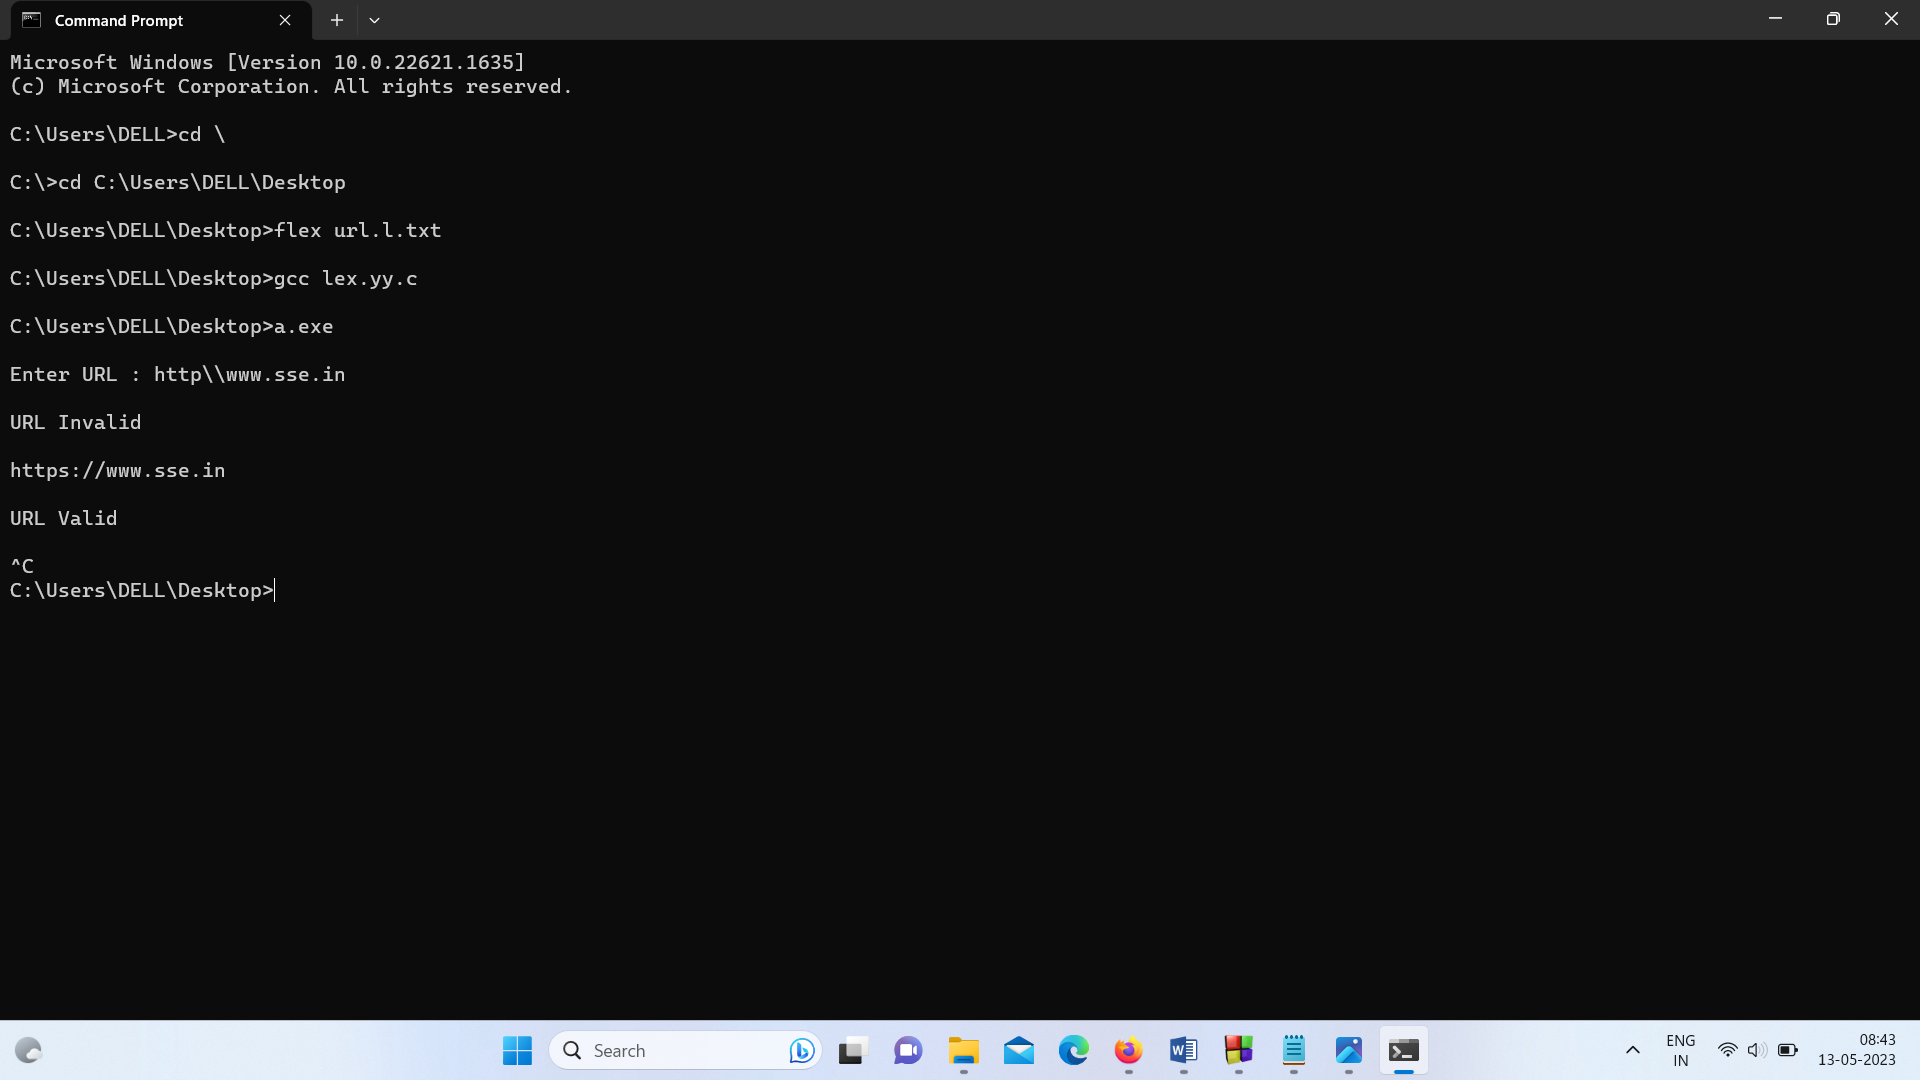 Command Prompt
Microsoft Windows [Version 10.0.22621.1635]
(c) Microsoft Corporation. All rights reserved.
C:\Users\DELL>cd \
C:\>cd C:\Users\DELL\Desktop
C:\Users\DELL\Desktop>flex url.l.txt
C:\Users\DELL\Desktop>gcc lex.yy.c
C:\Users\DELL\Desktop>a.exe
Enter URL : http\\www.sse.in
URL Invalid
https://www.sse.in
URL Valid
^C
C:\Users\DELL\Desktop>
Search
ENG
IN
08:43
13-05-2023